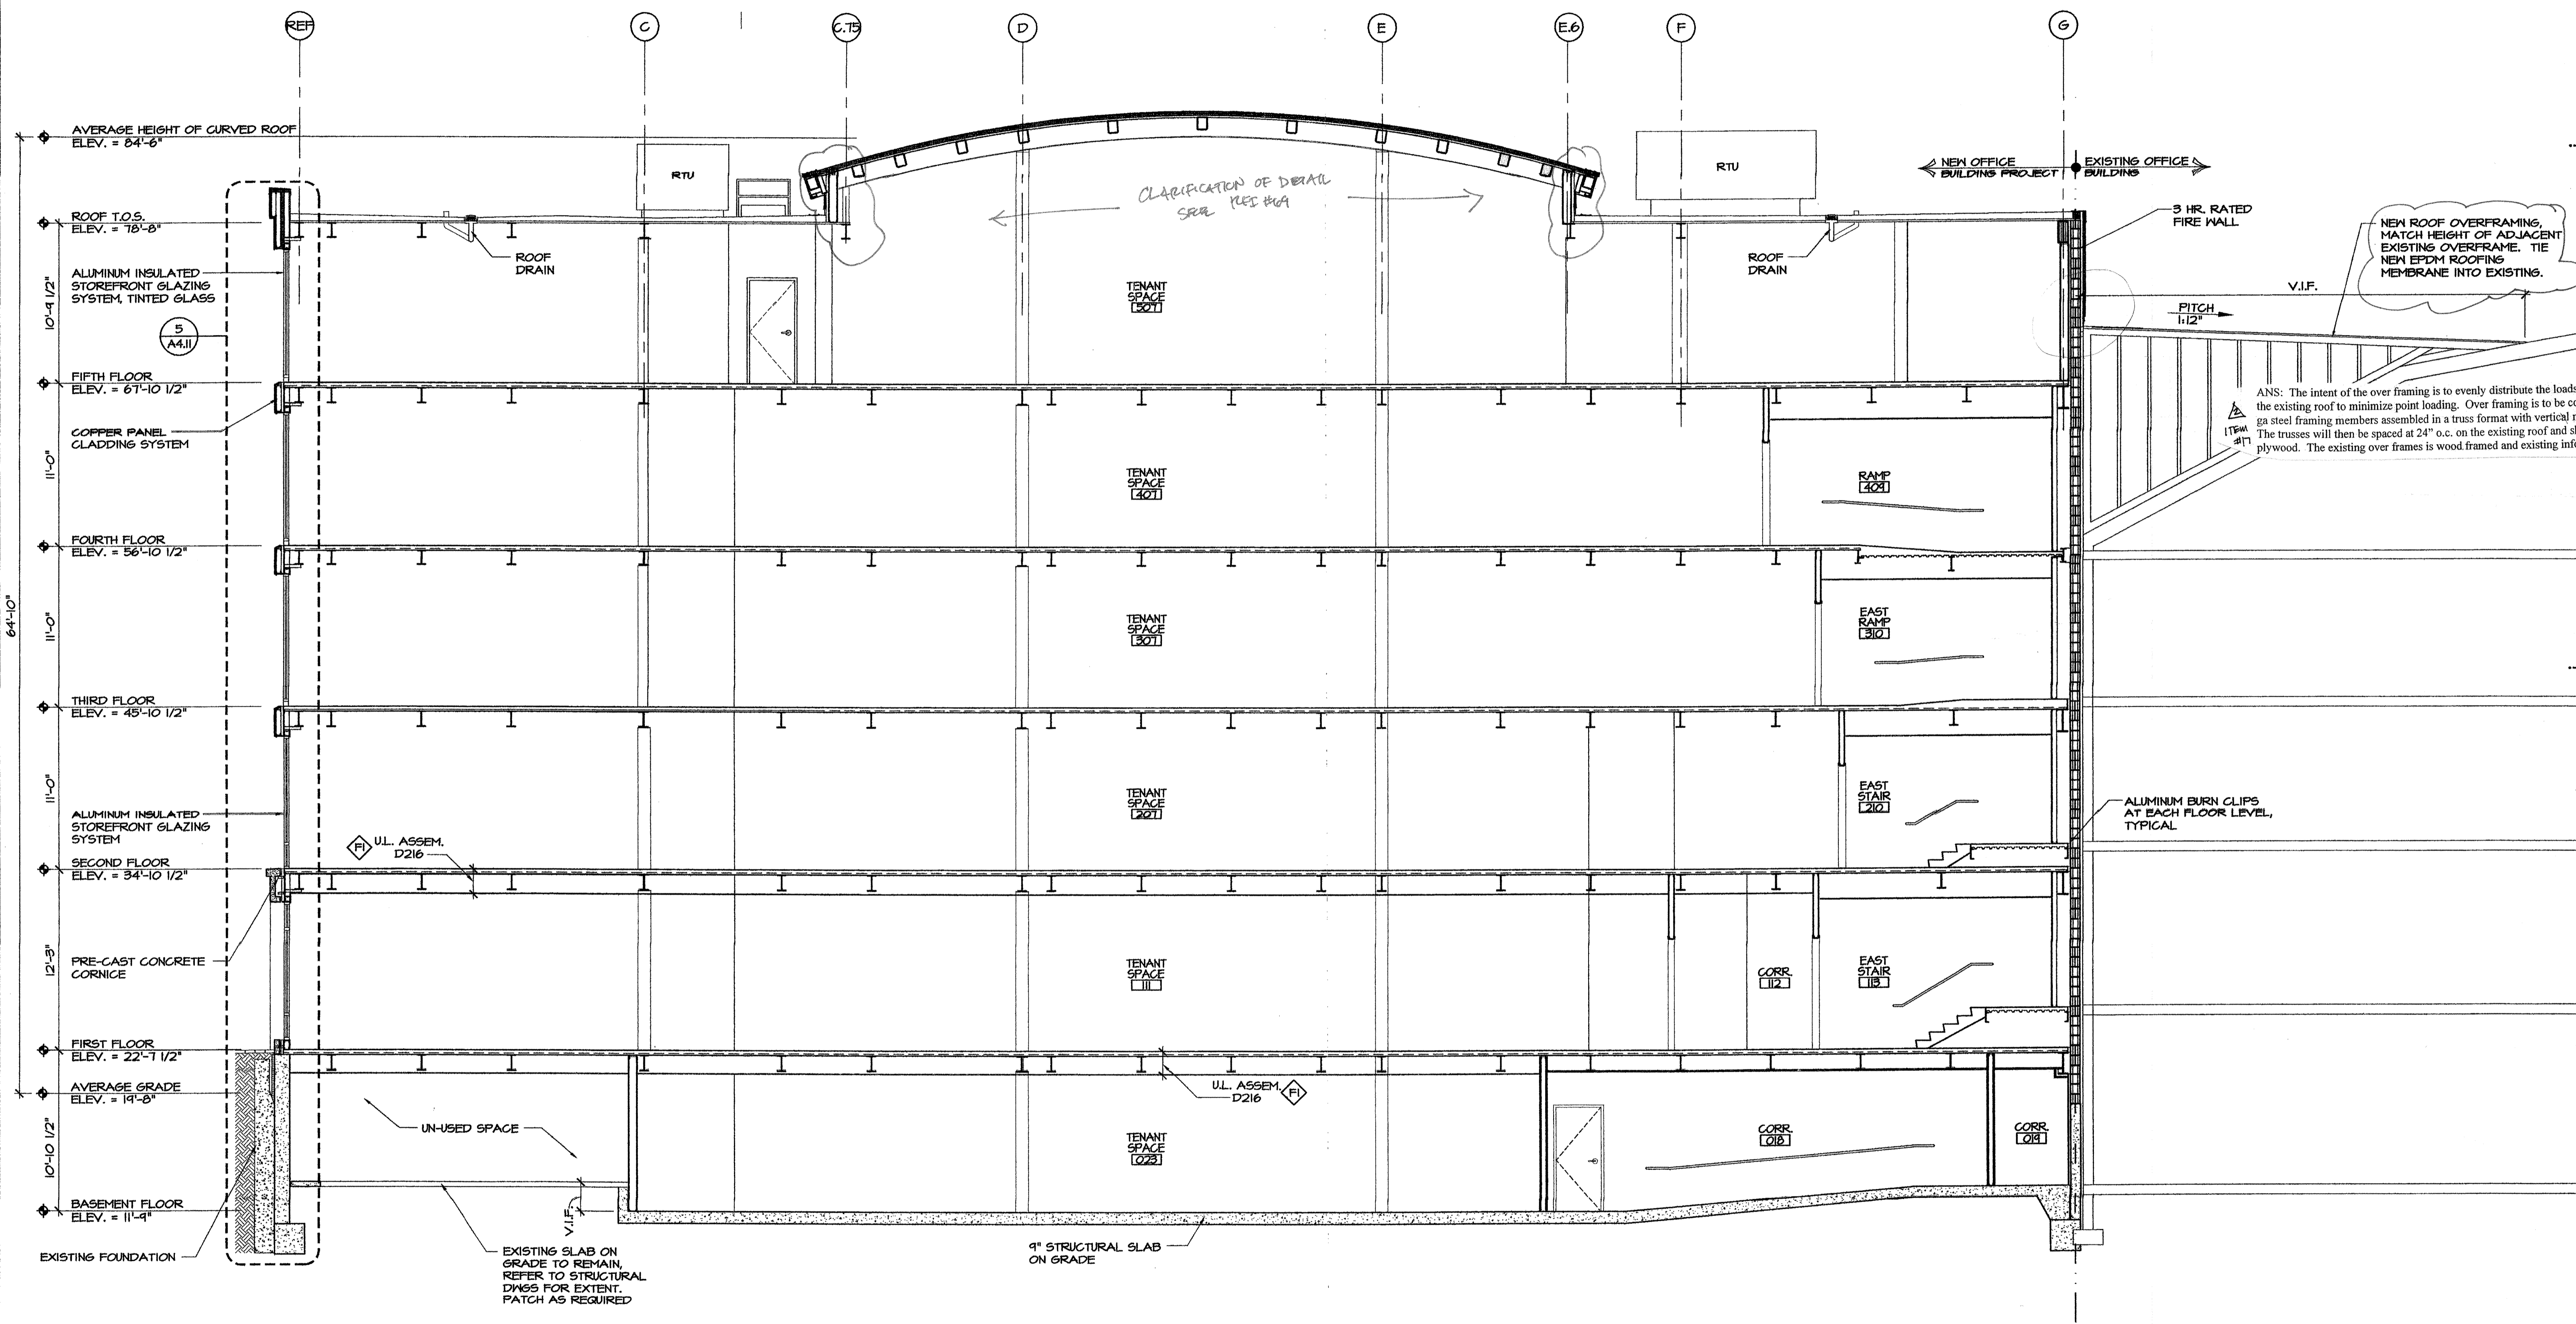 REF
C
C.75
D
E
E.6
F
G
AVERAGE HEIGHT OF CURVED ROOF
ELEV. = 84'-6"
RTU
RTU
CLARIFICATION OF DETAIL
SEE RFI #69
NEW OFFICE
BUILDING PROJECT
EXISTING OFFICE
BUILDING
3 HR. RATED
FIRE WALL
NEW ROOF OVERFRAMING,
MATCH HEIGHT OF ADJACENT
EXISTING OVERFRAME. TIE
NEW EPDM ROOFING
MEMBRANE INTO EXISTING.
V.I.F.
PITCH
1:12"
ROOF T.O.S.
ELEV. = 78'-8"
ROOF
DRAIN
ROOF
DRAIN
ALUMINUM INSULATED
STOREFRONT GLAZING
SYSTEM, TINTED GLASS
10'-9 1/2"
5
A4.11
TENANT
SPACE
507
FIFTH FLOOR
ELEV. = 67'-10 1/2"
ANS: The intent of the over framing is to evenly distribute the loads
the existing roof to minimize point loading. Over framing is to be
ga steel framing members assembled in a truss format with vertical
The trusses will then be spaced at 24" o.c. on the existing roof and
plywood. The existing over frames is wood framed and existing
2
ITEM
#17
COPPER PANEL
CLADDING SYSTEM
11'-0"
TENANT
SPACE
407
RAMP
409
FOURTH FLOOR
ELEV. = 56'-10 1/2"
64'-10"
11'-0"
TENANT
SPACE
307
EAST
RAMP
310
THIRD FLOOR
ELEV. = 45'-10 1/2"
11'-0"
TENANT
SPACE
207
EAST
STAIR
210
ALUMINUM INSULATED
STOREFRONT GLAZING
SYSTEM
ALUMINUM BURN CLIPS
AT EACH FLOOR LEVEL,
TYPICAL
F1
U.L. ASSEM.
D216
SECOND FLOOR
ELEV. = 34'-10 1/2"
12'-3"
PRE-CAST CONCRETE
CORNICE
TENANT
SPACE
111
CORR.
112
EAST
STAIR
113
FIRST FLOOR
ELEV. = 22'-7 1/2"
AVERAGE GRADE
ELEV. = 19'-8"
U.L. ASSEM.
D216
F1
10'-10 1/2"
UN-USED SPACE
TENANT
SPACE
023
CORR.
018
CORR.
019
BASEMENT FLOOR
ELEV. = 11'-9"
V.I.F.
EXISTING FOUNDATION
EXISTING SLAB ON
GRADE TO REMAIN,
REFER TO STRUCTURAL
DWGS FOR EXTENT.
PATCH AS REQUIRED
9" STRUCTURAL SLAB
ON GRADE